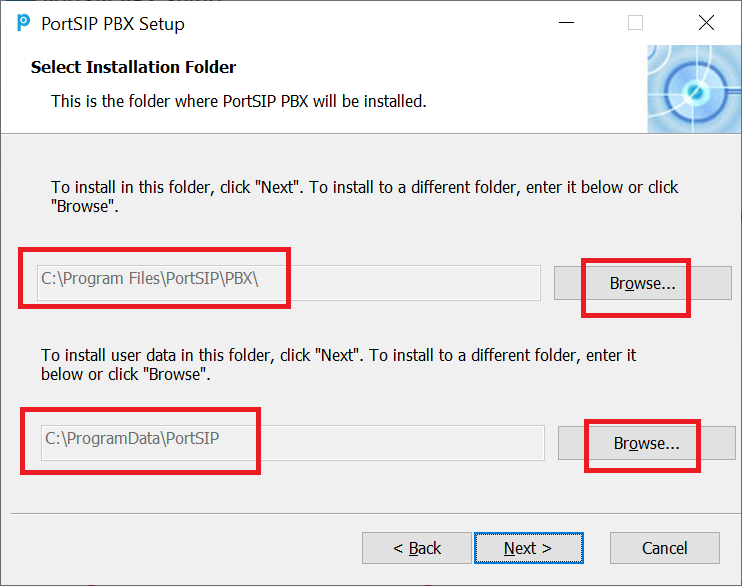 PortSIP PBX Setup
Select Installation Folder
This is the folder where PortSIP PBX will be installed.
To install in this folder, click "Next". To install to a different folder, enter it below or click
"Browse".
C:\Program Files\PortSIP\PBX\
Browse...
To install user data in this folder, click "Next". To install to a different folder, enter it
below or click "Browse".
C:\ProgramData\PortSIP
Browse...
< Back
Next >
Cancel